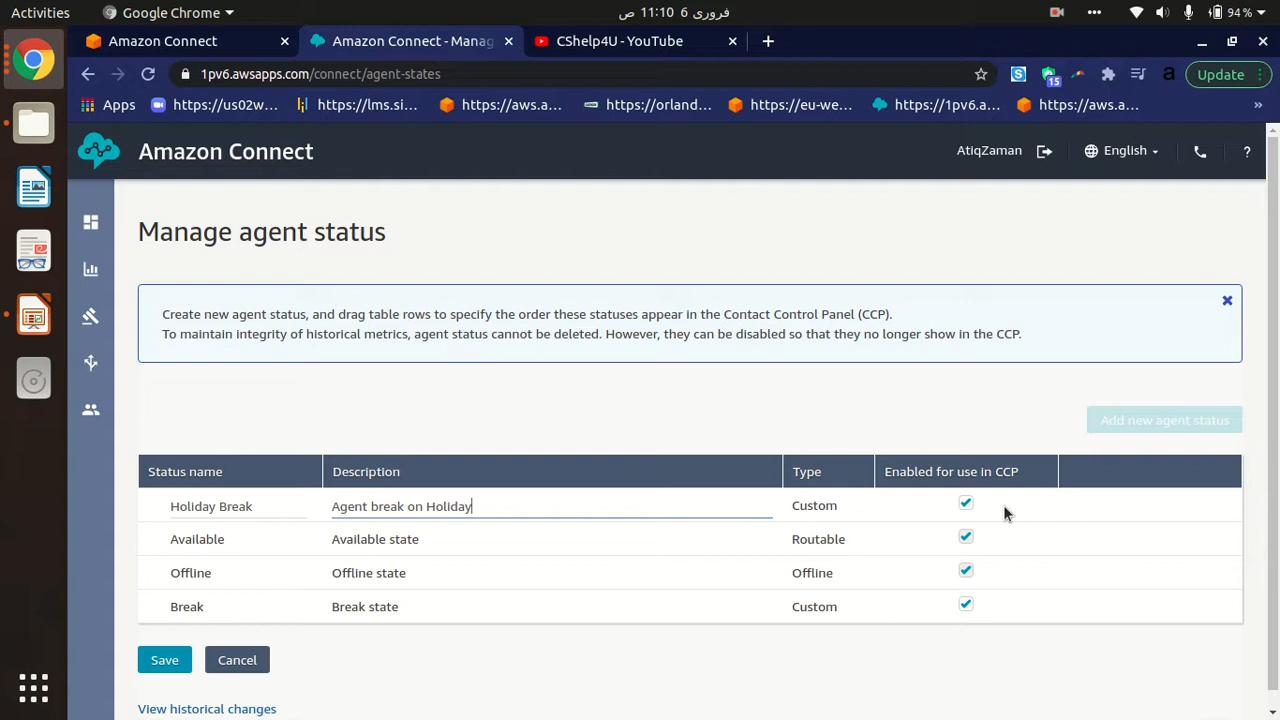 Activities
Google Chrome
ص 11:10 6 فروری
94 %
Amazon Connect
Amazon Connect - Manag
CShelp4U - YouTube
1pv6.awsapps.com/connect/agent-states
15
a
Update
Apps
https://us02w...
https://lms.si...
https://aws.a...
https://orland...
https://eu-we...
https://1pv6.a...
https://aws.a...
»
Amazon Connect
AtiqZaman
English
?
Manage agent status
Create new agent status, and drag table rows to specify the order these statuses appear in the Contact Control Panel (CCP).
To maintain integrity of historical metrics, agent status cannot be deleted. However, they can be disabled so that they no longer show in the CCP.
Add new agent status
Status name Description Type Enabled for use in CCP
Holiday Break Agent break on Holiday Custom
Available Available state Routable
Offline Offline state Offline
Break Break state Custom
Save Cancel
View historical changes